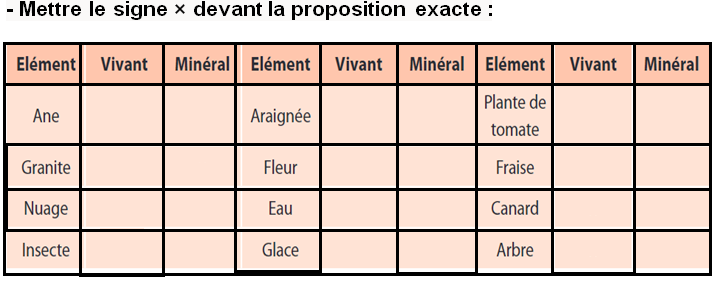 - Mettre le signe × devant la proposition exacte :
Elément Vivant Minéral Elément Vivant Minéral Elément Vivant Minéral
Ane Araignée Plante de
tomate
Granite Fleur Fraise
Nuage Eau Canard
Insecte Glace Arbre